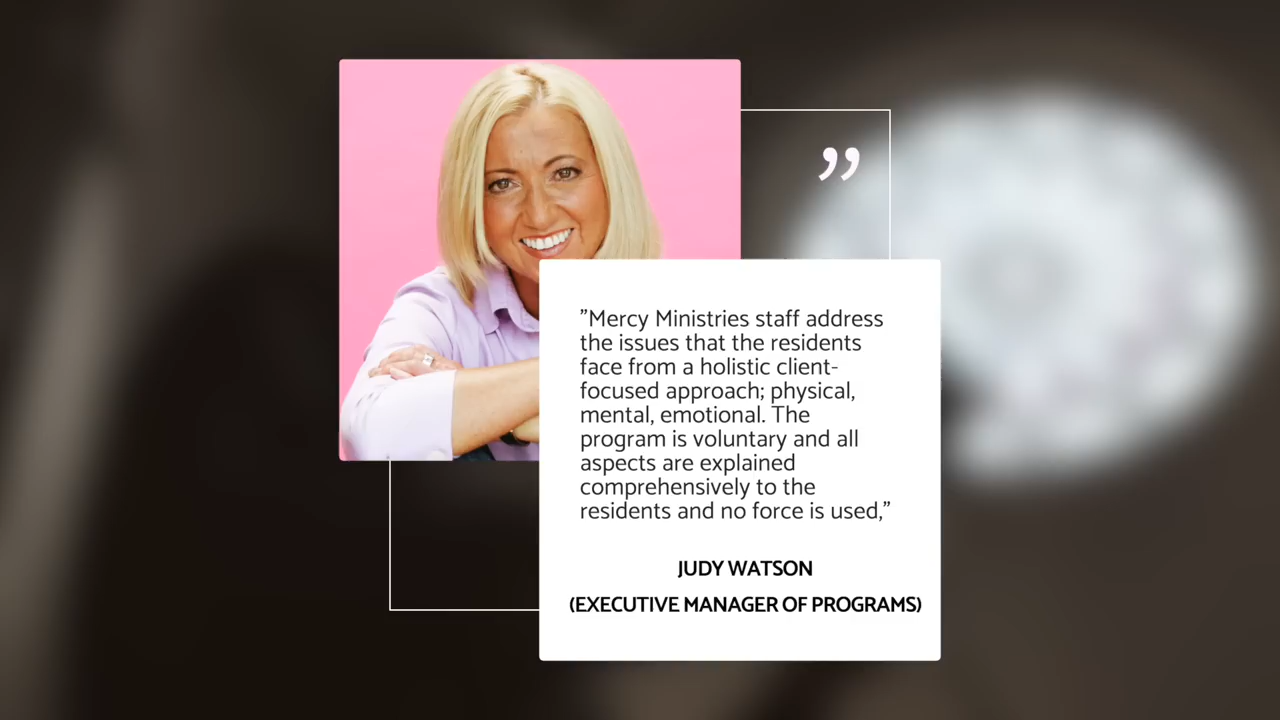 ”
”Mercy Ministries staff address
the issues that the residents
face from a holistic client-
focused approach; physical,
mental, emotional. The
program is voluntary and all
aspects are explained
comprehensively to the
residents and no force is used,”
JUDY WATSON
(EXECUTIVE MANAGER OF PROGRAMS)